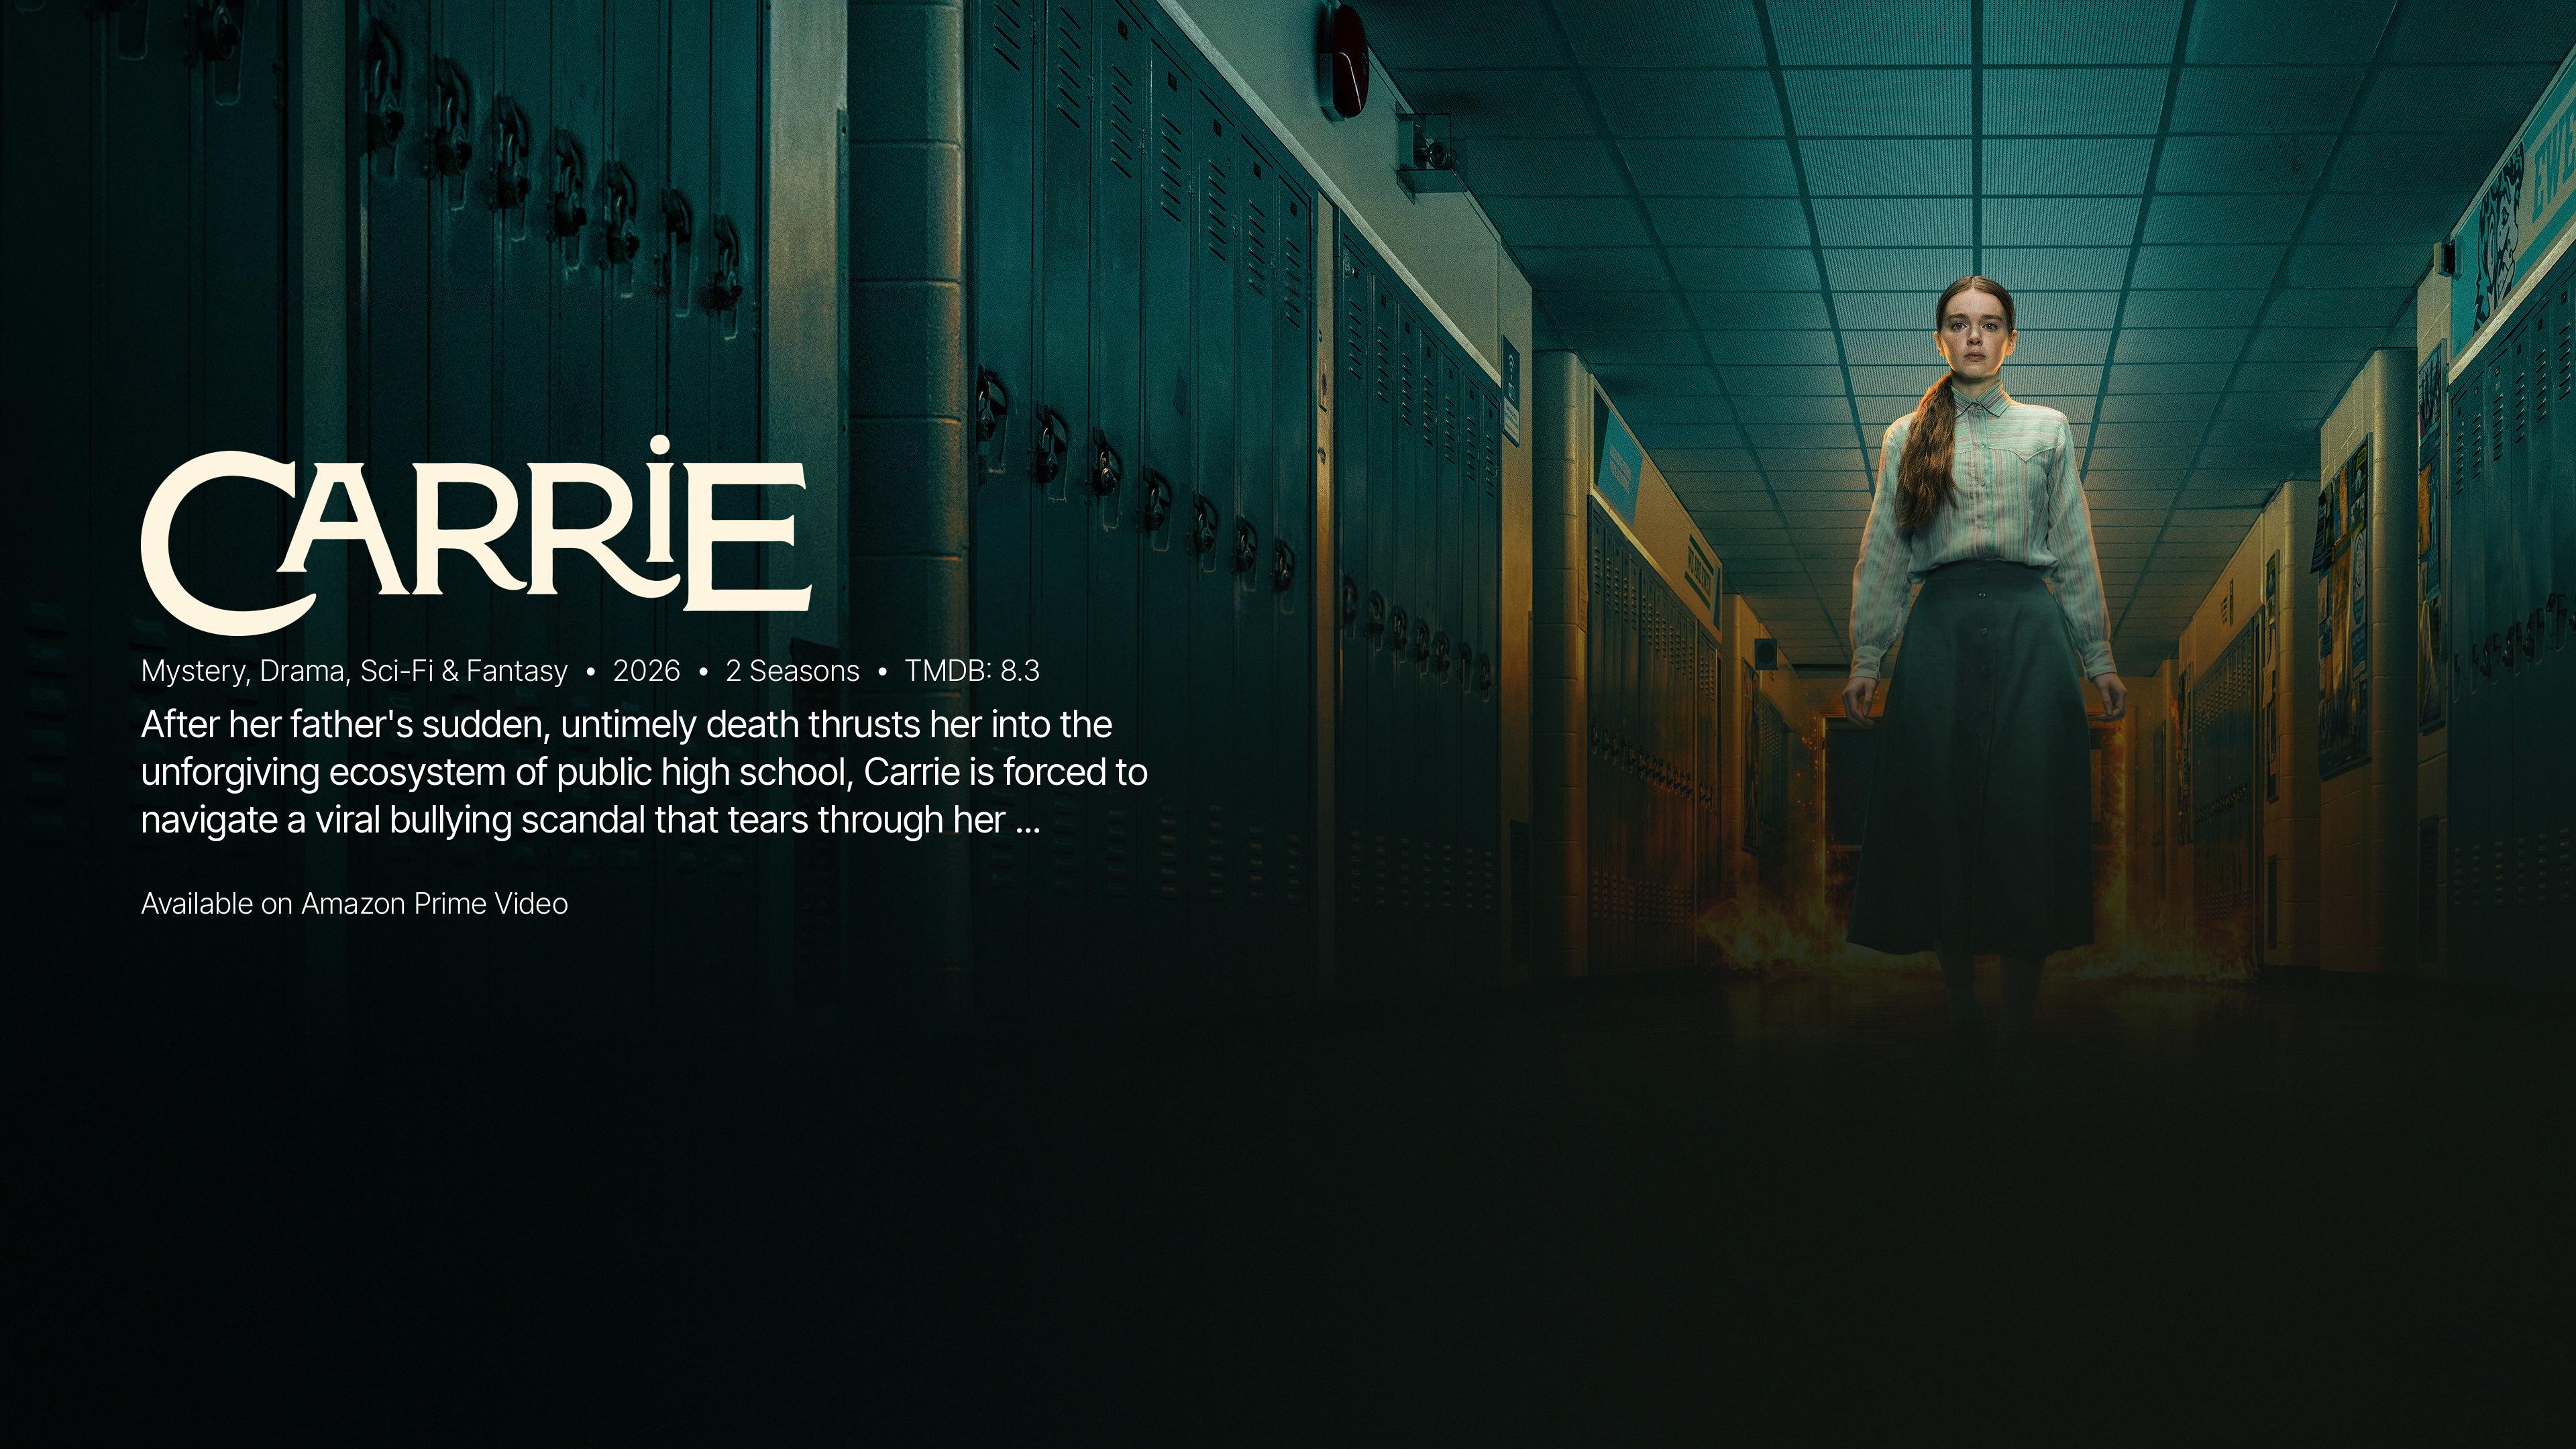 CARRiE
Mystery, Drama, Sci-Fi & Fantasy • 2026 • 2 Seasons • TMDB: 8.3
After her father's sudden, untimely death thrusts her into the
unforgiving ecosystem of public high school, Carrie is forced to
navigate a viral bullying scandal that tears through her ...
Available on Amazon Prime Video